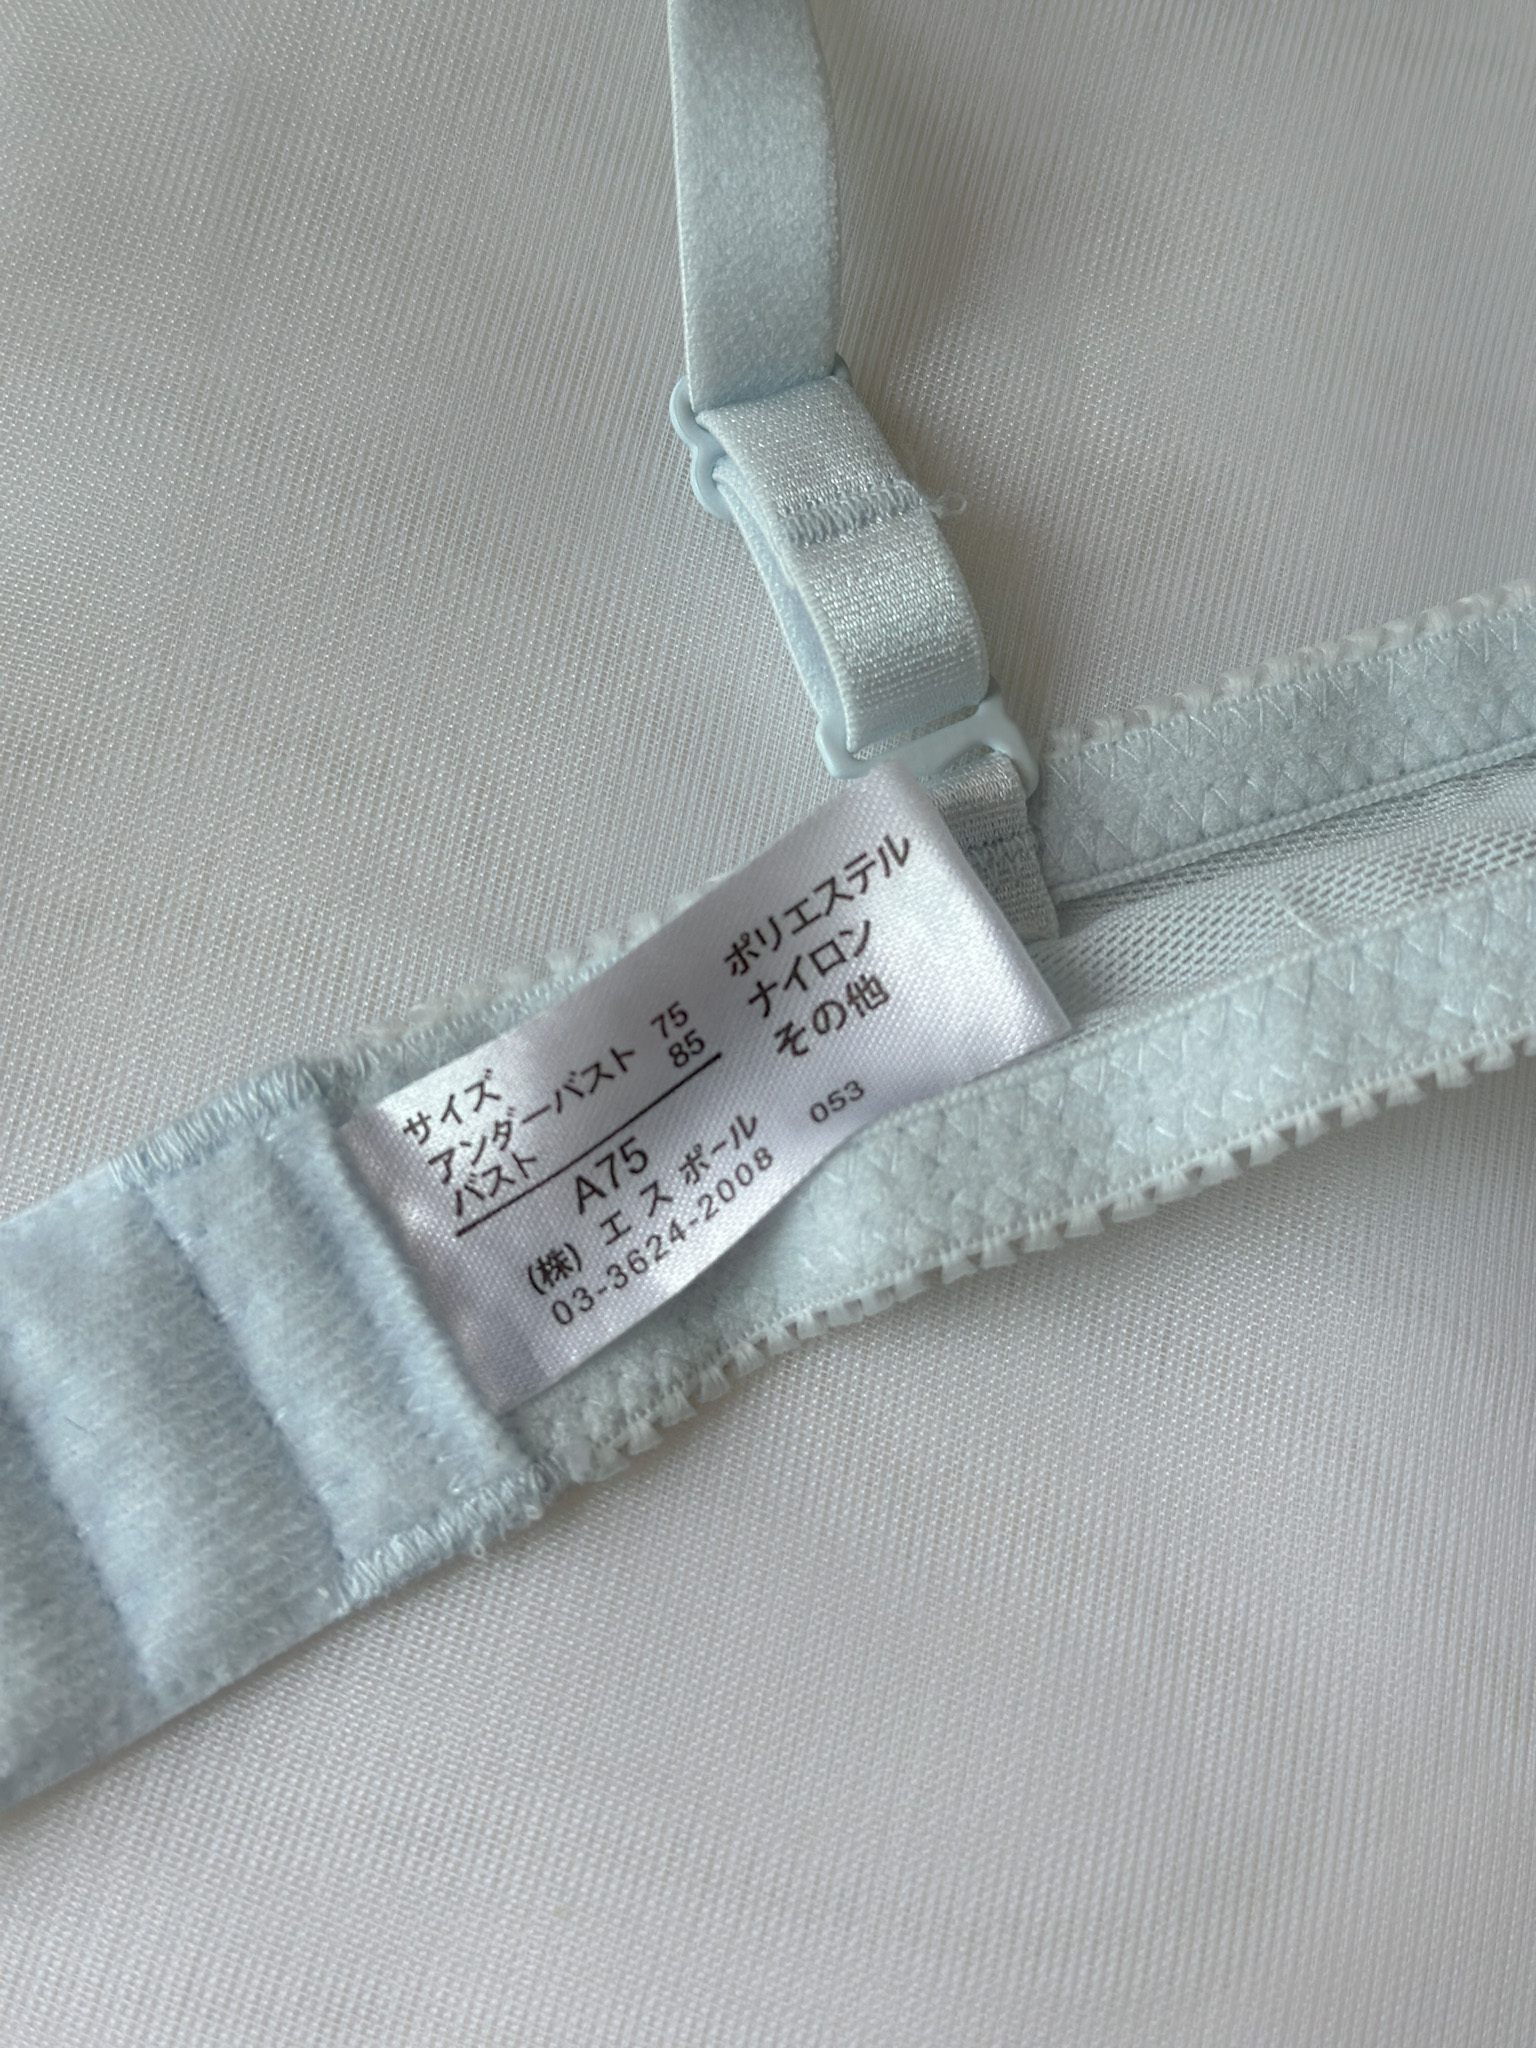 サイズ
アンダーバスト 75
バスト 85
A75
(株) エスポール
03-3624-2008
ポリエステル
ナイロン
その他
053